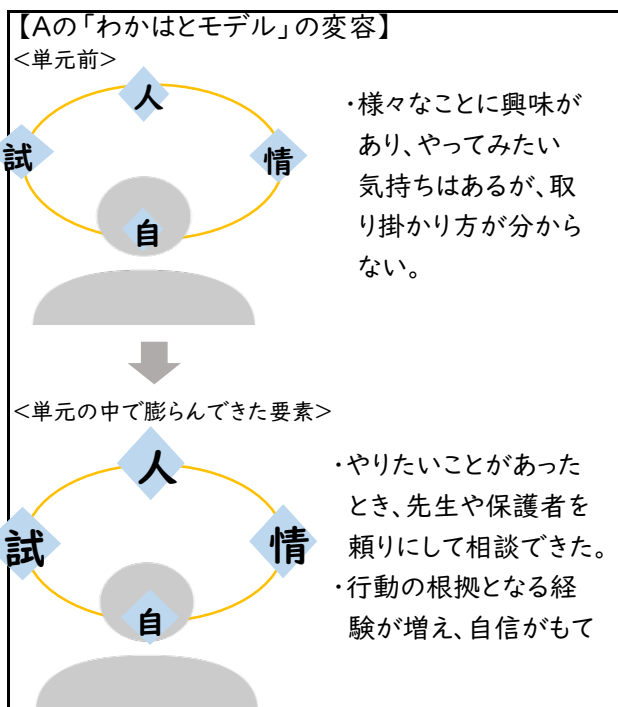 【Aの「わかはとモデル」の変容】
<単元前>
人
試
情
自
・様々なことに興味が
あり、やってみたい
気持ちはあるが、取
り掛かり方が分から
ない。
<単元の中で膨らんできた要素>
人
試
情
自
・やりたいことがあった
とき、先生や保護者を
頼りにして相談できた。
・行動の根拠となる経
験が増え、自信がもて